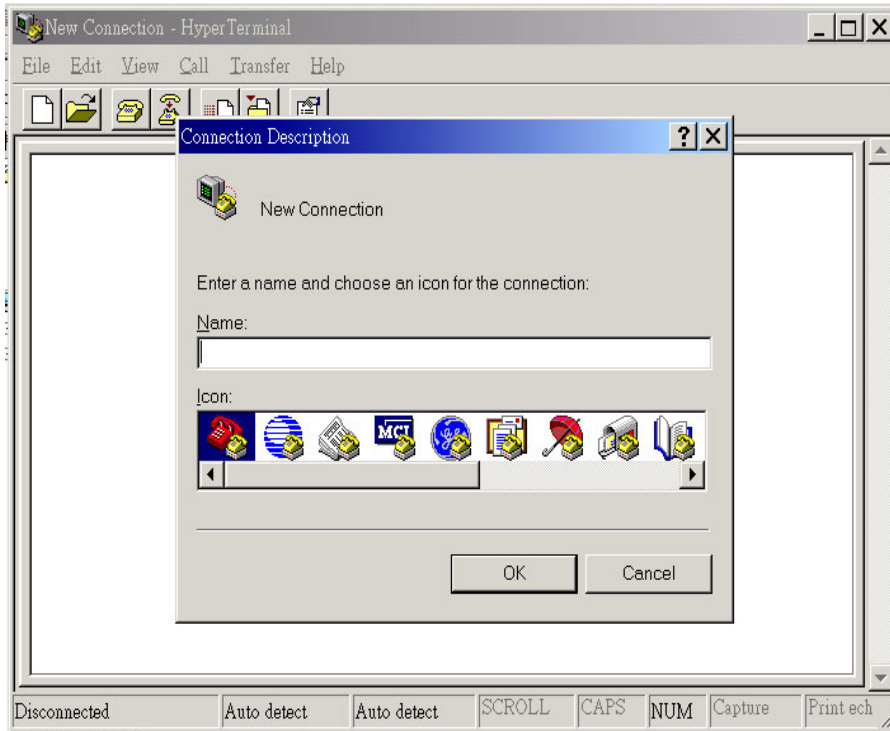 New Connection - HyperTerminal
File Edit View Call Transfer Help
Connection Description
New Connection
Enter a name and choose an icon for the connection:
Name:
Icon:
MCI
OK Cancel
Disconnected Auto detect Auto detect SCROLL CAPS NUM Capture Print ech